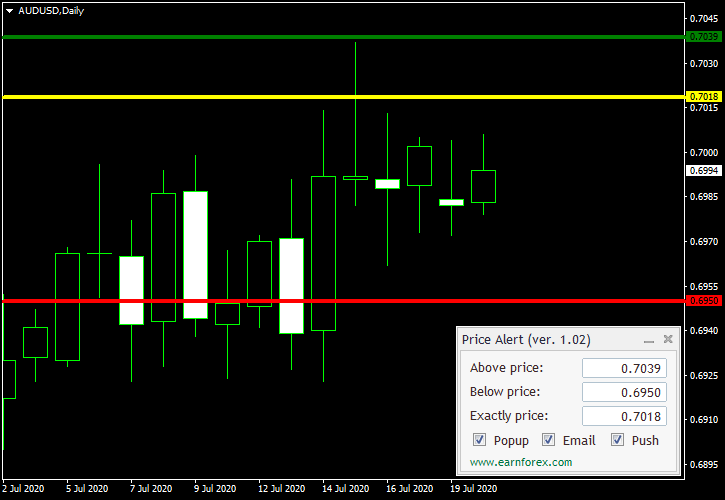 AUDUSD,Daily
0.7045
0.7039
0.7030
0.7018
0.7015
0.7000
0.6994
0.6985
0.6970
0.6955
0.6950
0.6940
0.6925
0.6910
0.6895
Price Alert (ver. 1.02)
Above price: 0.7039
Below price: 0.6950
Exactly price: 0.7018
Popup Email Push
www.earnforex.com
2 Jul 2020 5 Jul 2020 7 Jul 2020 9 Jul 2020 12 Jul 2020 14 Jul 2020 16 Jul 2020 19 Jul 2020